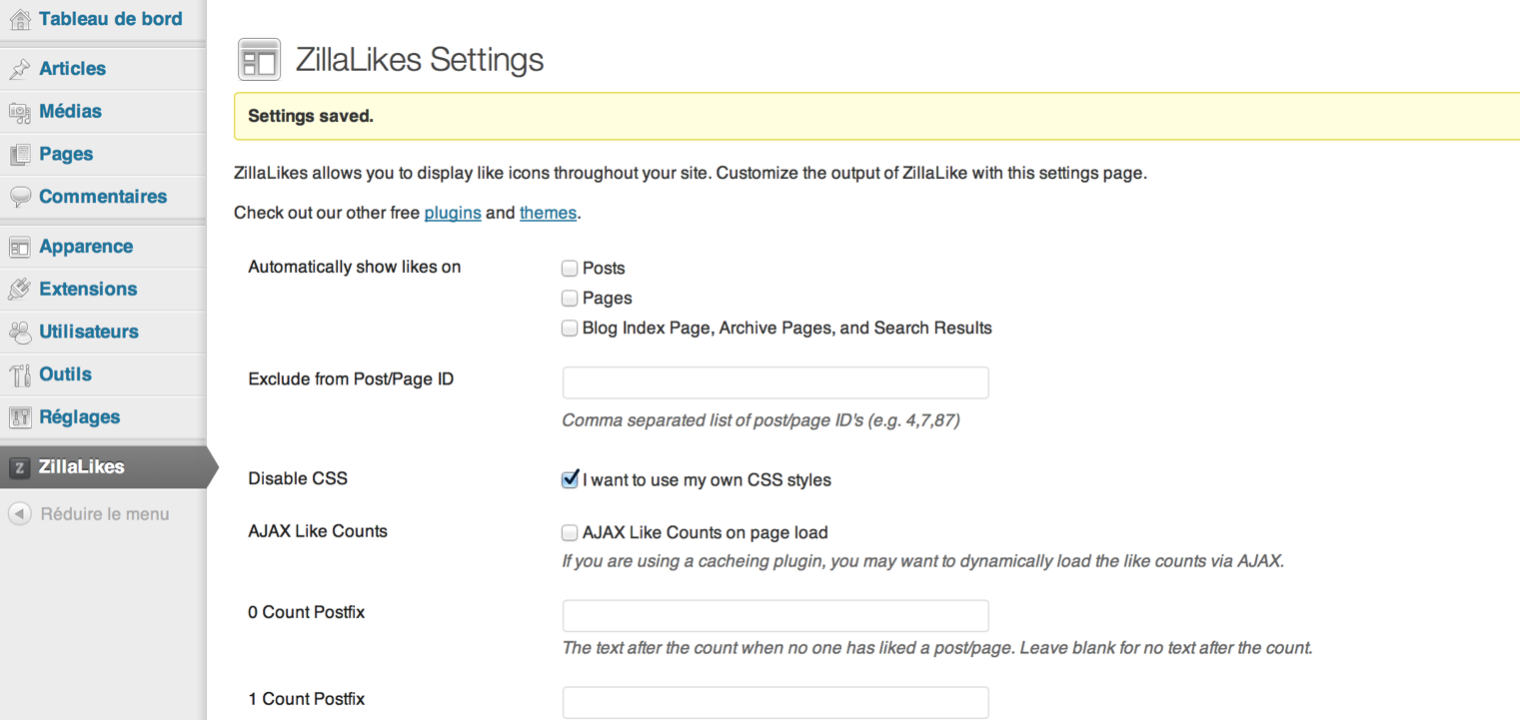 Tableau de bord
Articles
Médias
Pages
Commentaires
Apparence
Extensions
Utilisateurs
Outils
Réglages
Z ZillaLikes
Réduire le menu
ZillaLikes Settings
Settings saved.
ZillaLikes allows you to display like icons throughout your site. Customize the output of ZillaLike with this settings page.
Check out our other free plugins and themes.
Automatically show likes on
Posts
Pages
Blog Index Page, Archive Pages, and Search Results
Exclude from Post/Page ID
Comma separated list of post/page ID's (e.g. 4,7,87)
Disable CSS
I want to use my own CSS styles
AJAX Like Counts
AJAX Like Counts on page load
If you are using a cacheing plugin, you may want to dynamically load the like counts via AJAX.
0 Count Postfix
The text after the count when no one has liked a post/page. Leave blank for no text after the count.
1 Count Postfix